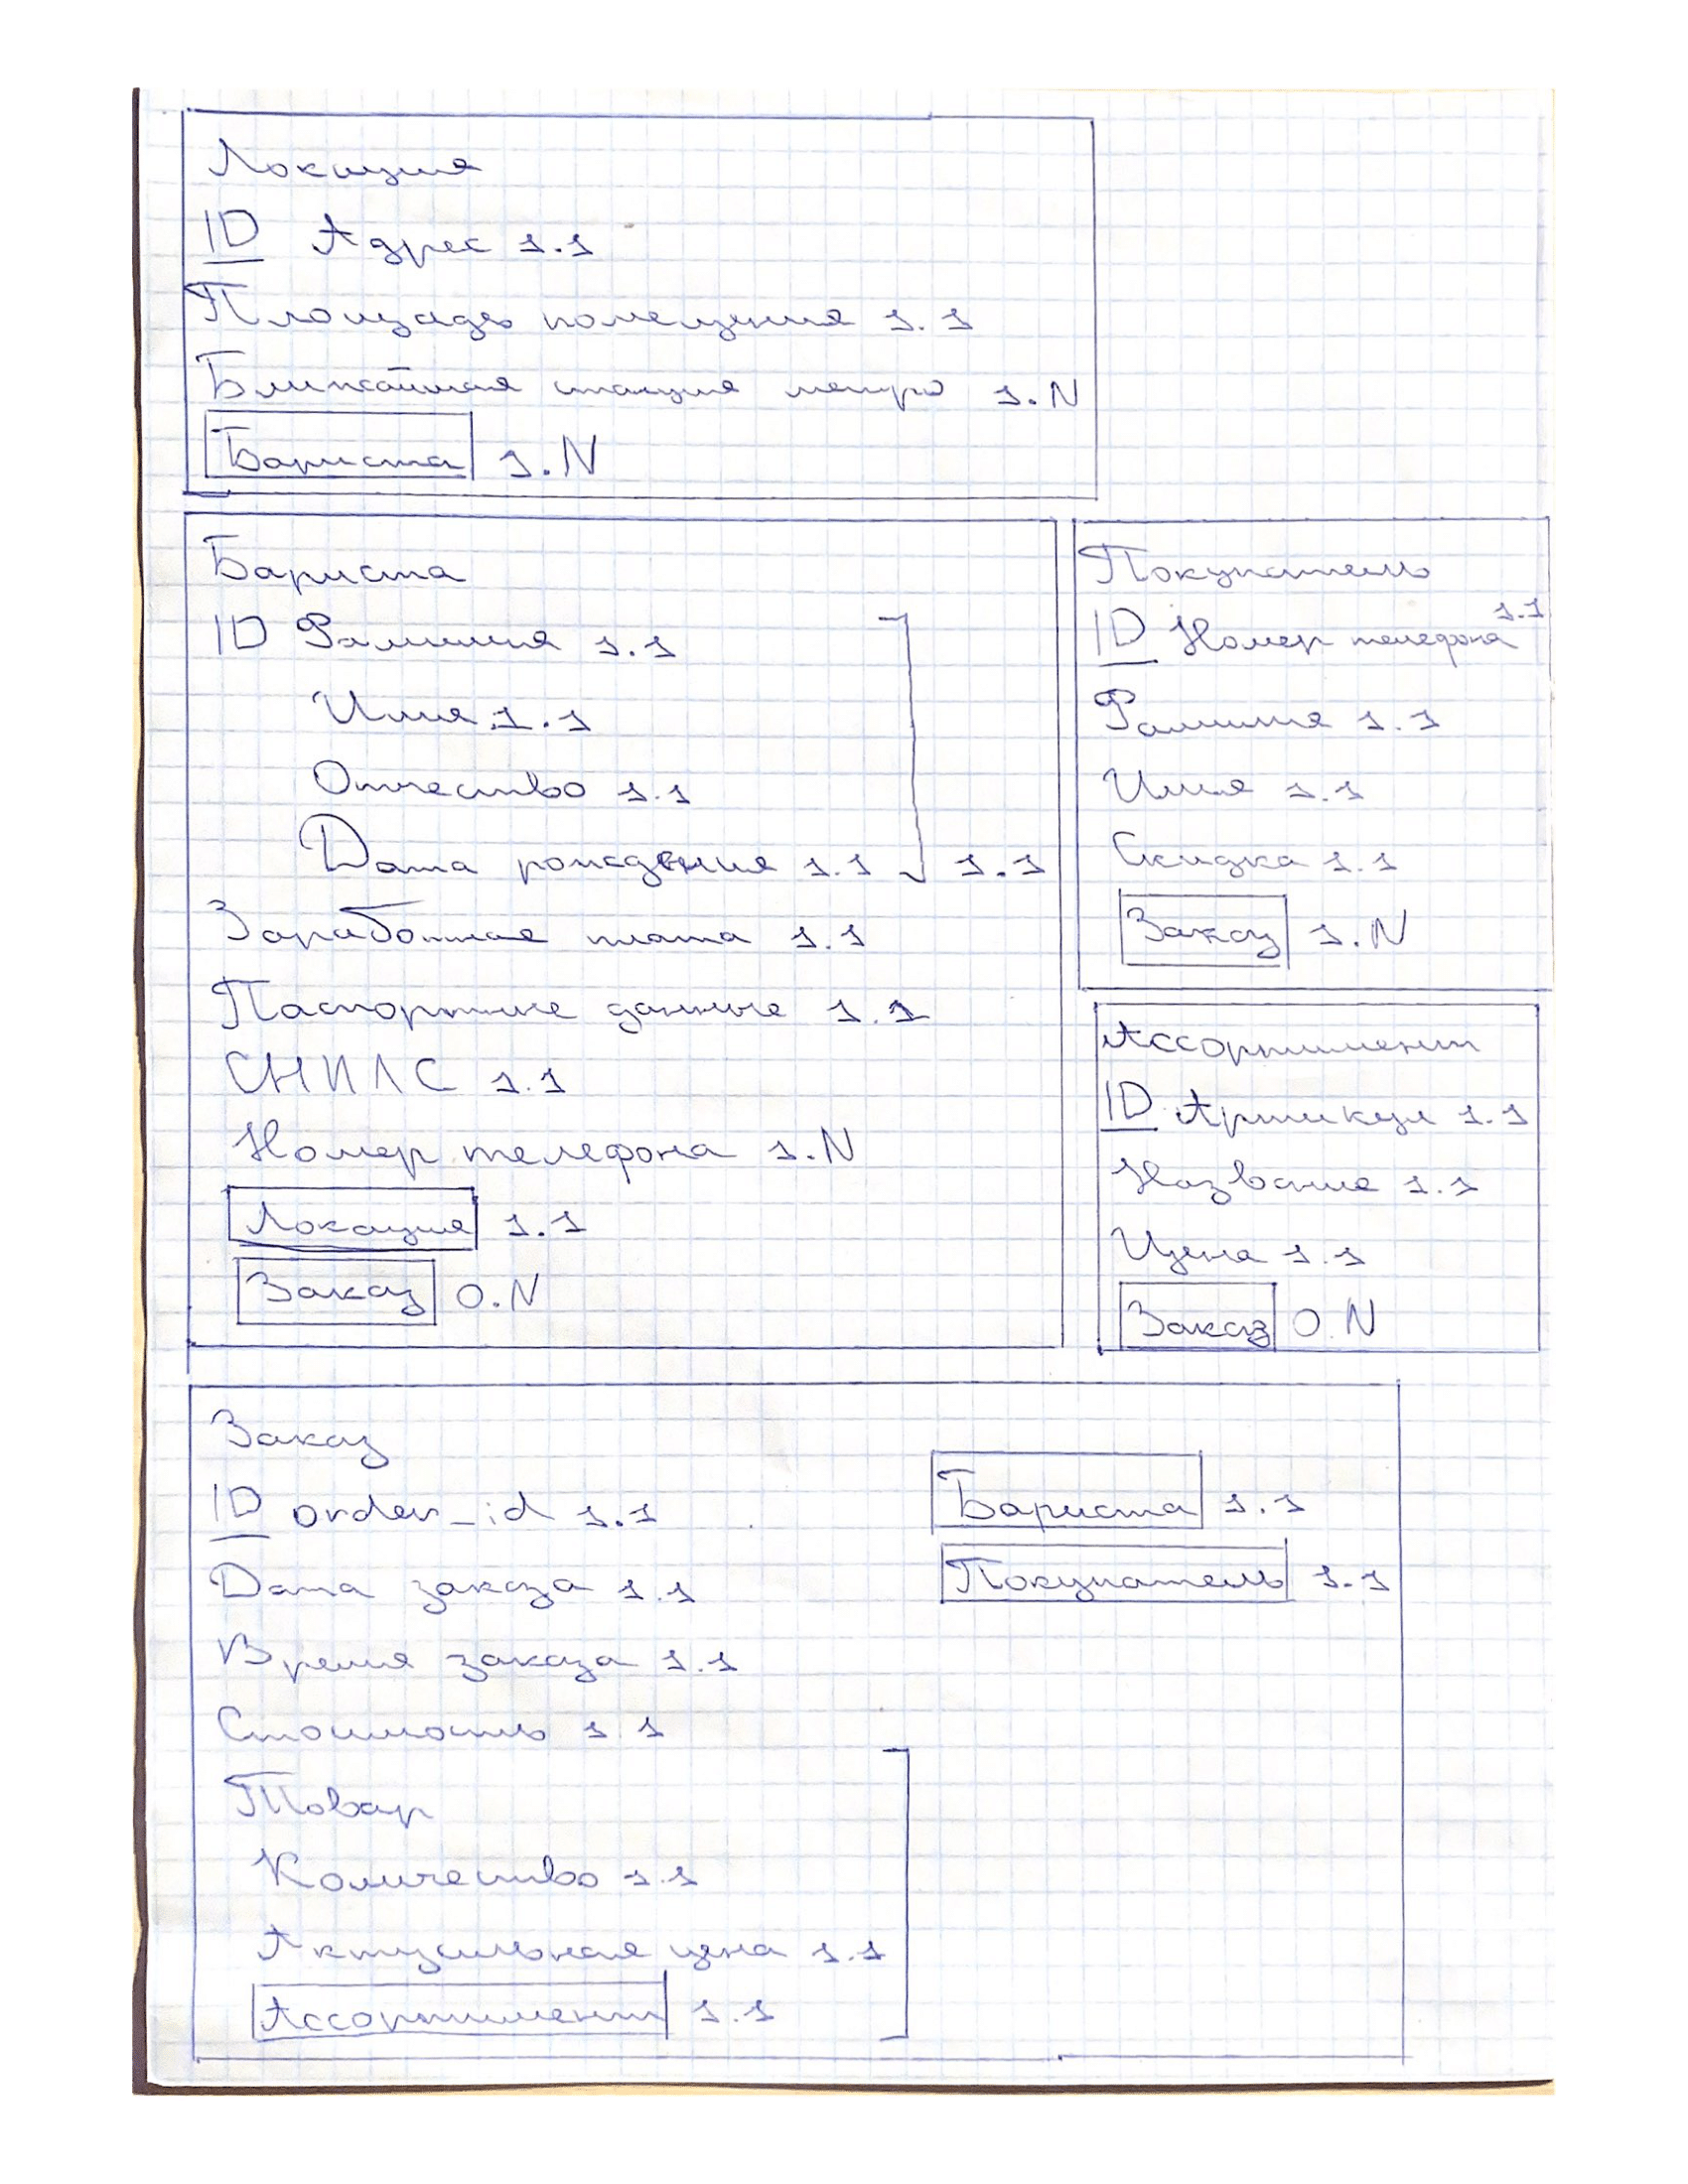 Локация
ID Адрес 1.1
Площадь помещения 1.1
Ближайшая станция метро 1.N
Бариста 1.N
Бариста
ID Фамилия 1.1
Имя 1.1
Отчество 1.1
Дата рождения 1.1 1.1
Заработная плата 1.1
Паспортные данные 1.1
СНИЛС 1.1
Номер телефона 1.N
Локация 1.1
Заказ 0.N
Покупатель
ID Номер телефона 1.1
Фамилия 1.1
Имя 1.1
Скидка 1.1
Заказ 1.N
Ассортимент
ID Артикул 1.1
Название 1.1
Цена 1.1
Заказ 0.N
Заказ
ID order_id 1.1
Дата заказа 1.1
Время заказа 1.1
Стоимость 1.1
Товар
Количество 1.1
Актуальная цена 1.1
Ассортимент 1.1
Бариста 1.1
Покупатель 1.1